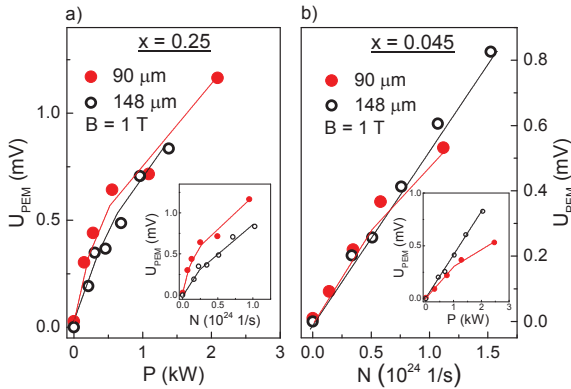 a)
x = 0.25
90 μm
148 μm
B = 1 T
U_PEM (mV)
1.0
0.5
0.0
0 1 2 3
P (kW)
U_PEM (mV)
1.0
0.5
0.0
0.0 0.5 1.0
N (10^24 1/s)
b)
x = 0.045
90 μm
148 μm
B = 1 T
0.8
0.6
0.4
0.2
0.0
U_PEM (mV)
0.0 0.5 1.0 1.5
N (10^24 1/s)
U_PEM (mV)
0.8
0.4
0.0
0 1 2
P (kW)